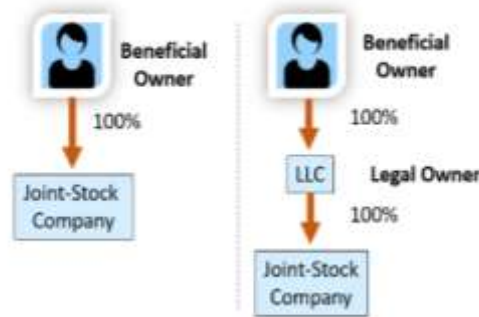 Beneficial
Owner
100%
Joint-Stock
Company
Beneficial
Owner
100%
LLC
Legal Owner
100%
Joint-Stock
Company